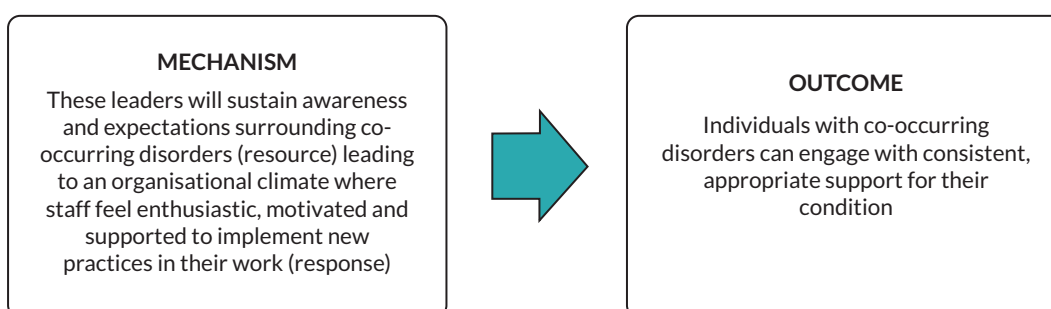 MECHANISM
These leaders will sustain awareness
and expectations surrounding co-
occurring disorders (resource) leading
to an organisational climate where
staff feel enthusiastic, motivated and
supported to implement new
practices in their work (response)
OUTCOME
Individuals with co-occurring
disorders can engage with consistent,
appropriate support for their
condition